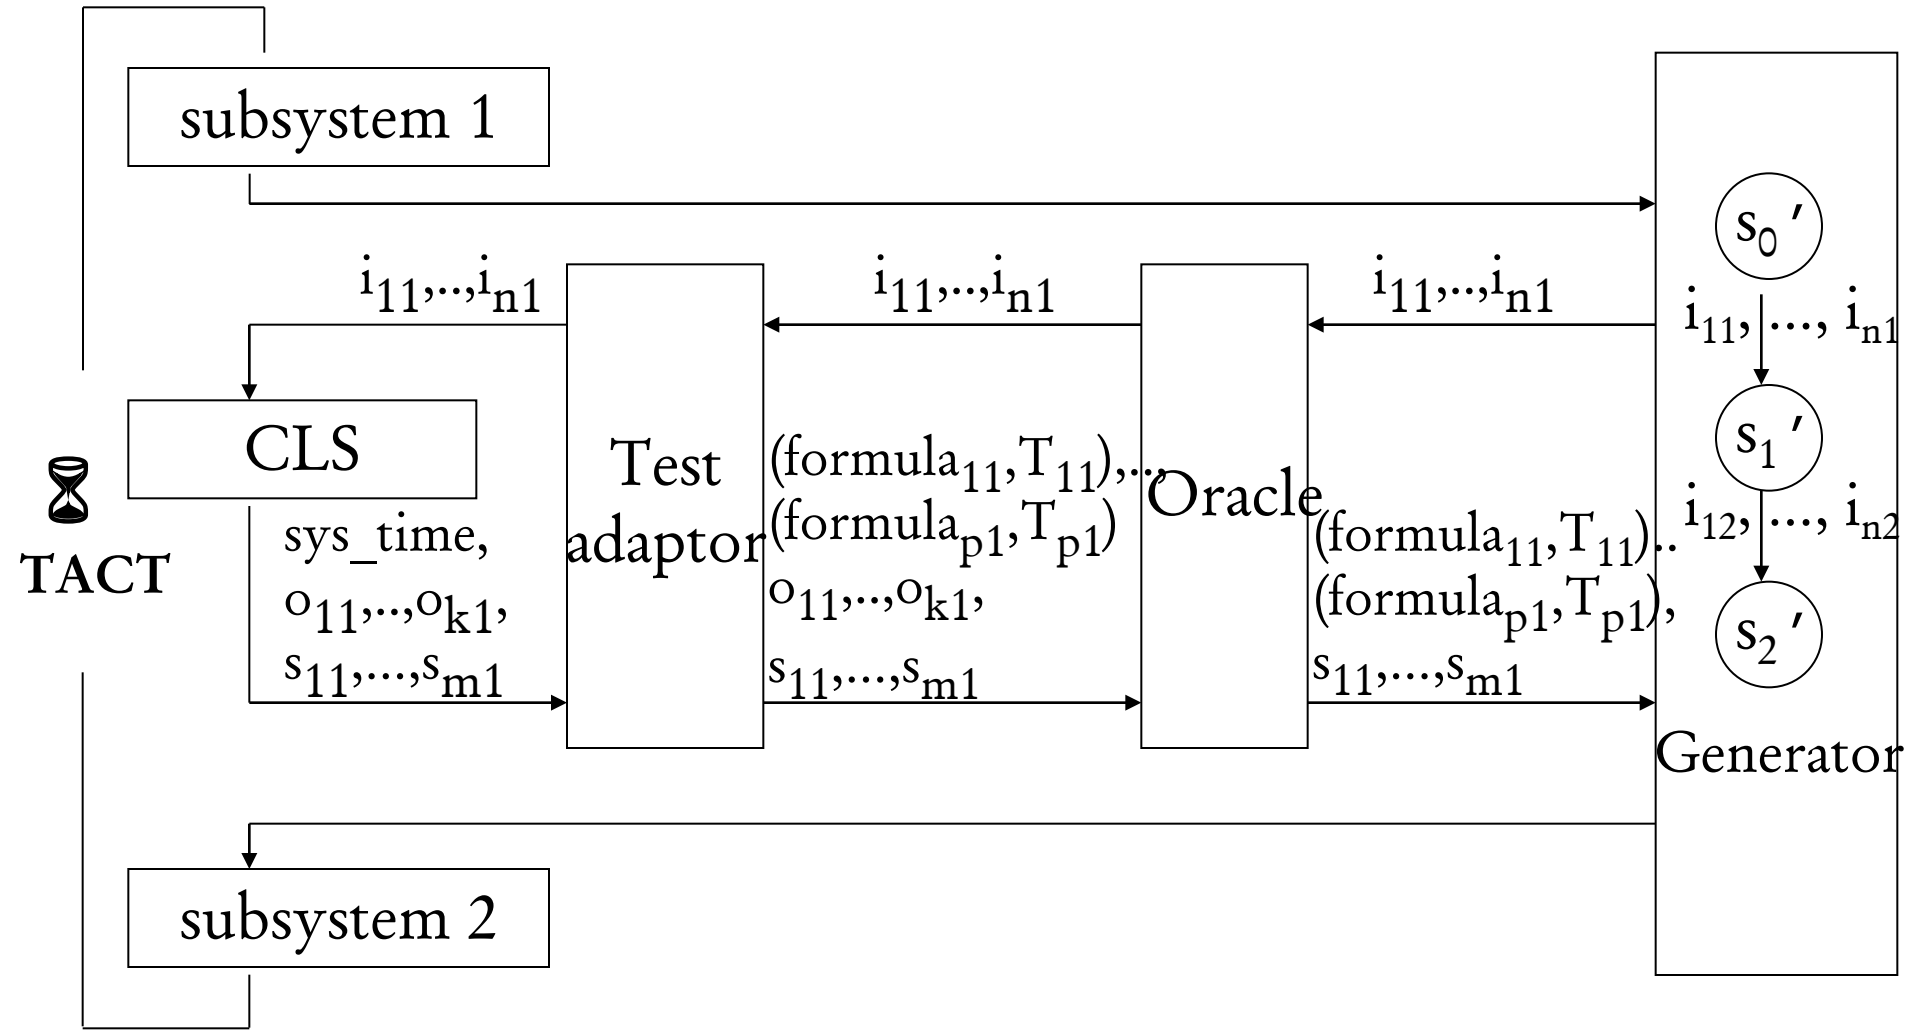 subsystem 1
i11,..,in1
i11,..,in1
i11,..,in1
CLS
TACT
sys_time,
o11,..,ok1,
s11,...,sm1
Test
adaptor
(formula11,T11),...,
(formulap1,Tp1)
o11,..,ok1,
s11,...,sm1
Oracle
(formula11,T11)..
(formulap1,Tp1),
s11,...,sm1
s0′
i11, ..., in1
s1′
i12, ..., in2
s2′
Generator
subsystem 2